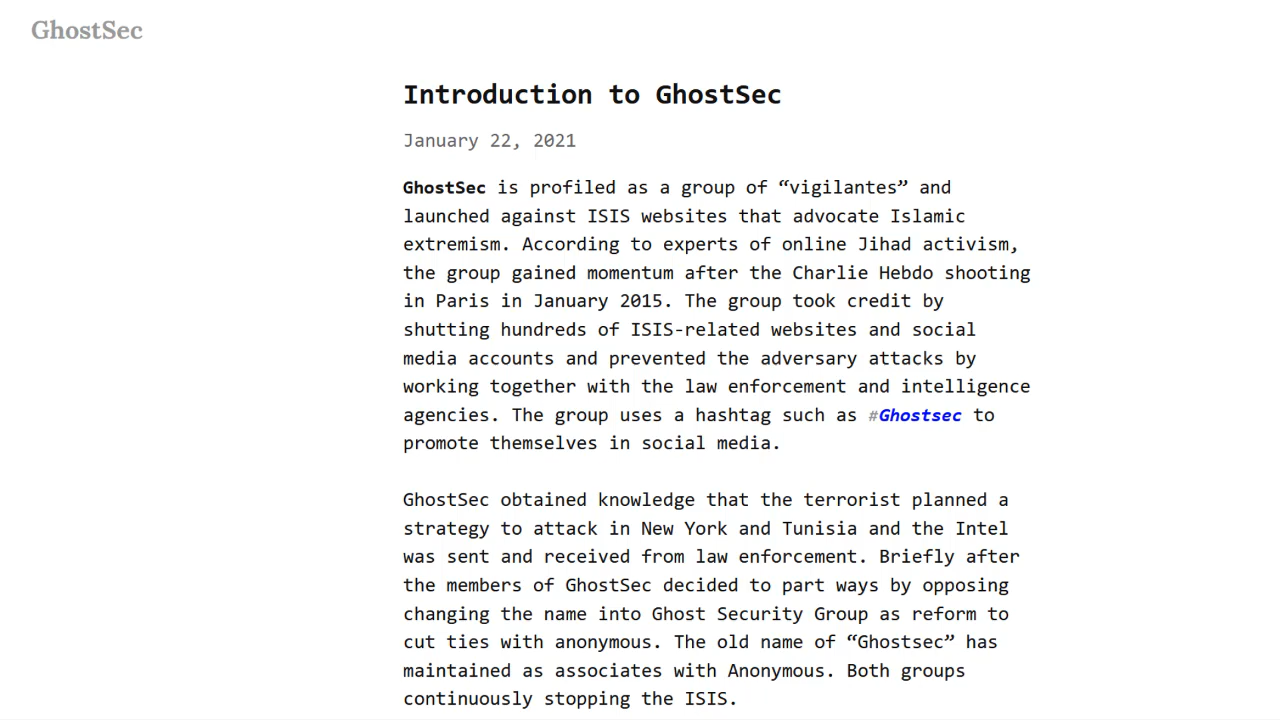 GhostSec
Introduction to GhostSec
January 22, 2021
GhostSec is profiled as a group of “vigilantes” and
launched against ISIS websites that advocate Islamic
extremism. According to experts of online Jihad activism,
the group gained momentum after the Charlie Hebdo shooting
in Paris in January 2015. The group took credit by
shutting hundreds of ISIS-related websites and social
media accounts and prevented the adversary attacks by
working together with the law enforcement and intelligence
agencies. The group uses a hashtag such as #Ghostsec to
promote themselves in social media.
GhostSec obtained knowledge that the terrorist planned a
strategy to attack in New York and Tunisia and the Intel
was sent and received from law enforcement. Briefly after
the members of GhostSec decided to part ways by opposing
changing the name into Ghost Security Group as reform to
cut ties with anonymous. The old name of “Ghostsec” has
maintained as associates with Anonymous. Both groups
continuously stopping the ISIS.